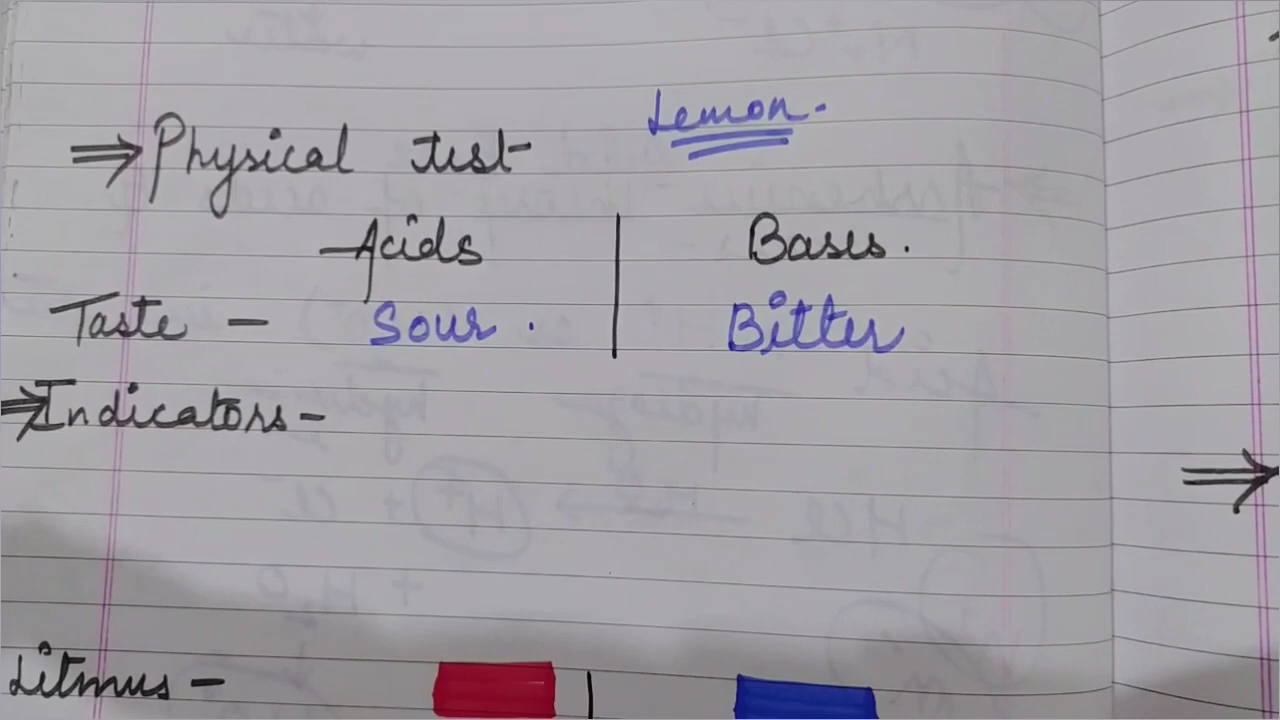 Lemon.
⇒ Physical test
Acids | Bases.
Taste - Sour. | Bitter
⇒ Indicators -
⇒
Litmus -